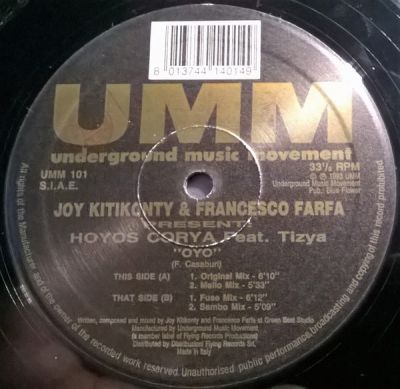 8 013744 140149
UMM
underground music movement
UMM 101
S.I.A.E.
33⅓ RPM
℗ © 1993 UMM
Underground Music Movement
Pub.: Blue Flower
JOY KITIKONTY & FRANCESCO FARFA
PRESENT
HOYOS CORYA Feat. Tizya
"OYO"
(F. Casaburi)
THIS SIDE (A)
1. Original Mix - 6'10"
2. Mello Mix - 5'33"
THAT SIDE (B)
1. Fuse Mix - 6'12"
2. Sambo Mix - 5'09"
Written, composed and mixed by Joy Kitikonty and Francesco Farfa at Green Beat Studio
Manufactured by Underground Music Movement
(a member label of Flying Records Productions)
Distributed by Distribuzioni Flying Records Srl.
Made in Italy
All rights of the Manufacturer and of the owner of the recorded work reserved. Unauthorised public performance, broadcasting and copying of this record prohibited.